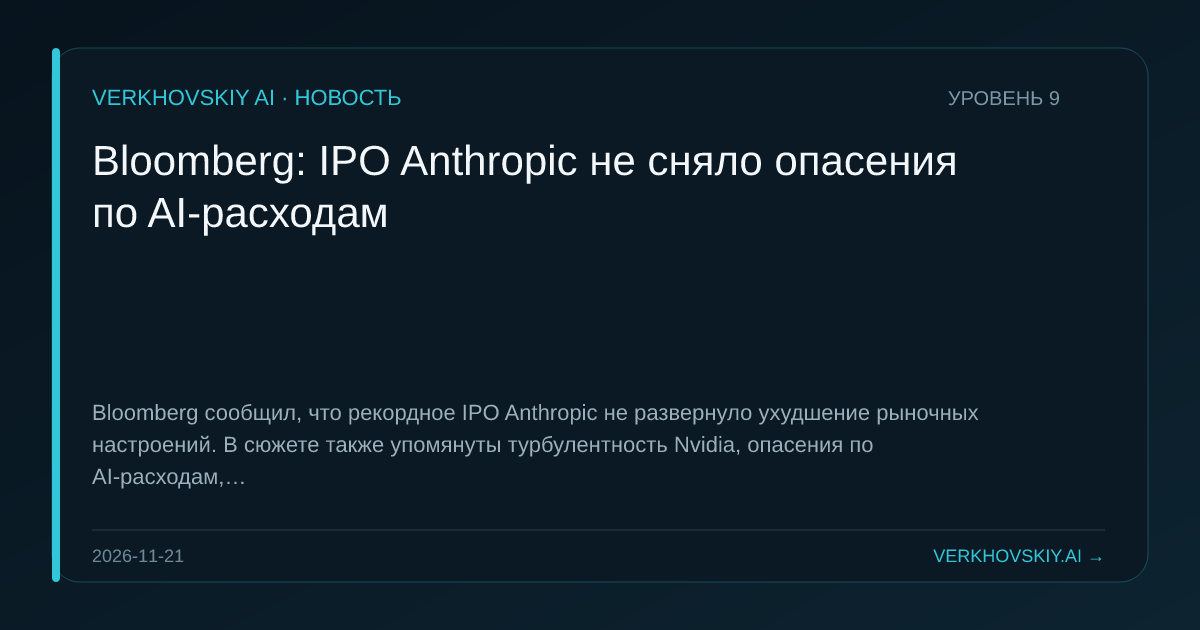 VERKHOVSKIY AI · НОВОСТЬ
УРОВЕНЬ 9
Bloomberg: IPO Anthropic не сняло опасения
по AI-расходам
Bloomberg сообщил, что рекордное IPO Anthropic не развернуло ухудшение рыночных
настроений. В сюжете также упомянуты турбулентность Nvidia, опасения по
AI-расходам,…
2026-11-21
VERKHOVSKIY.AI →